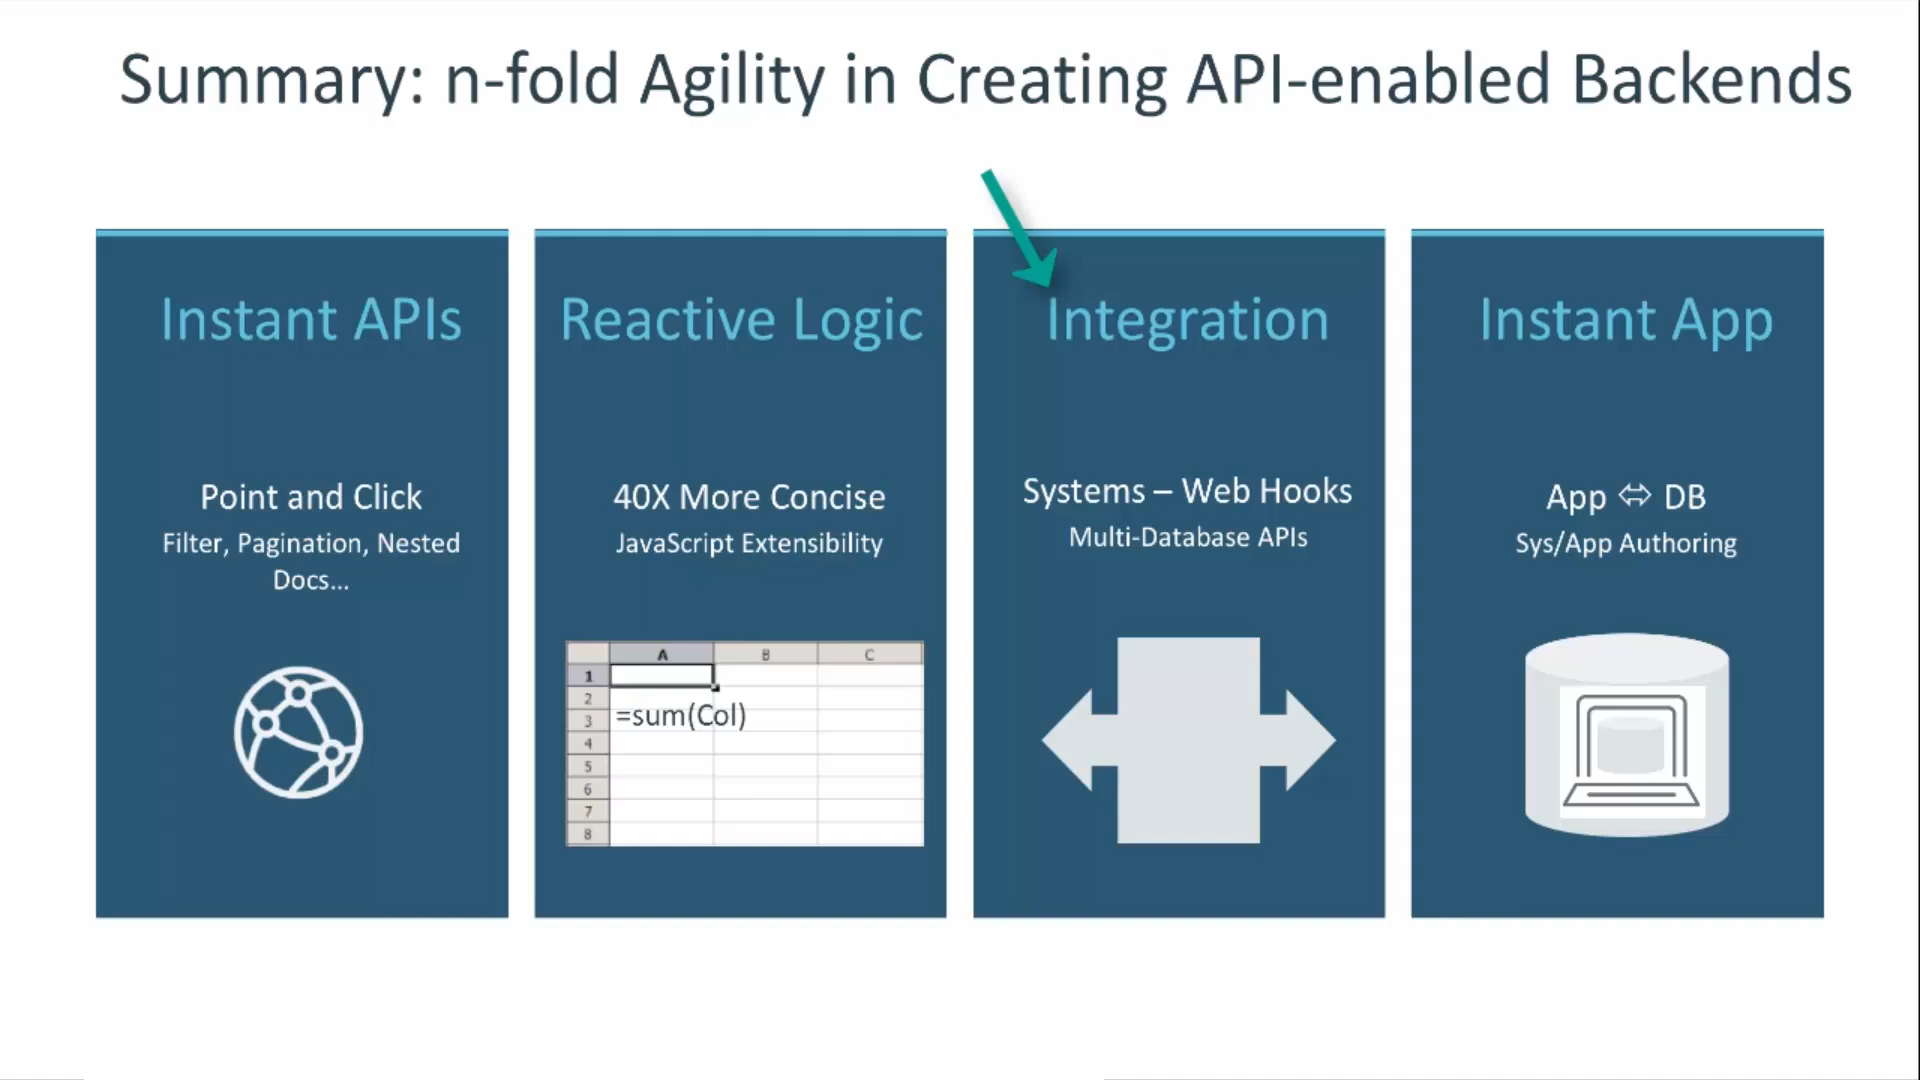 Summary: n-fold Agility in Creating API-enabled Backends
Instant APIs
Point and Click
Filter, Pagination, Nested
Docs...
Reactive Logic
40X More Concise
JavaScript Extensibility
A B C
1
2
3 =sum(Col)
4
5
6
7
8
Integration
Systems – Web Hooks
Multi-Database APIs
Instant App
App ⇔ DB
Sys/App Authoring